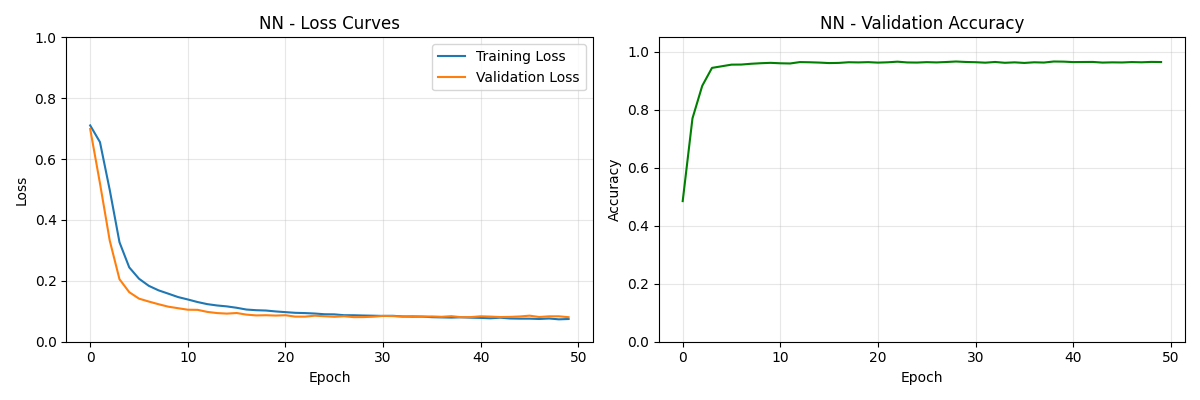 NN - Loss Curves
Training Loss
Validation Loss
Loss
1.0
0.8
0.6
0.4
0.2
0.0
0 10 20 30 40 50
Epoch
NN - Validation Accuracy
Accuracy
1.0
0.8
0.6
0.4
0.2
0.0
0 10 20 30 40 50
Epoch